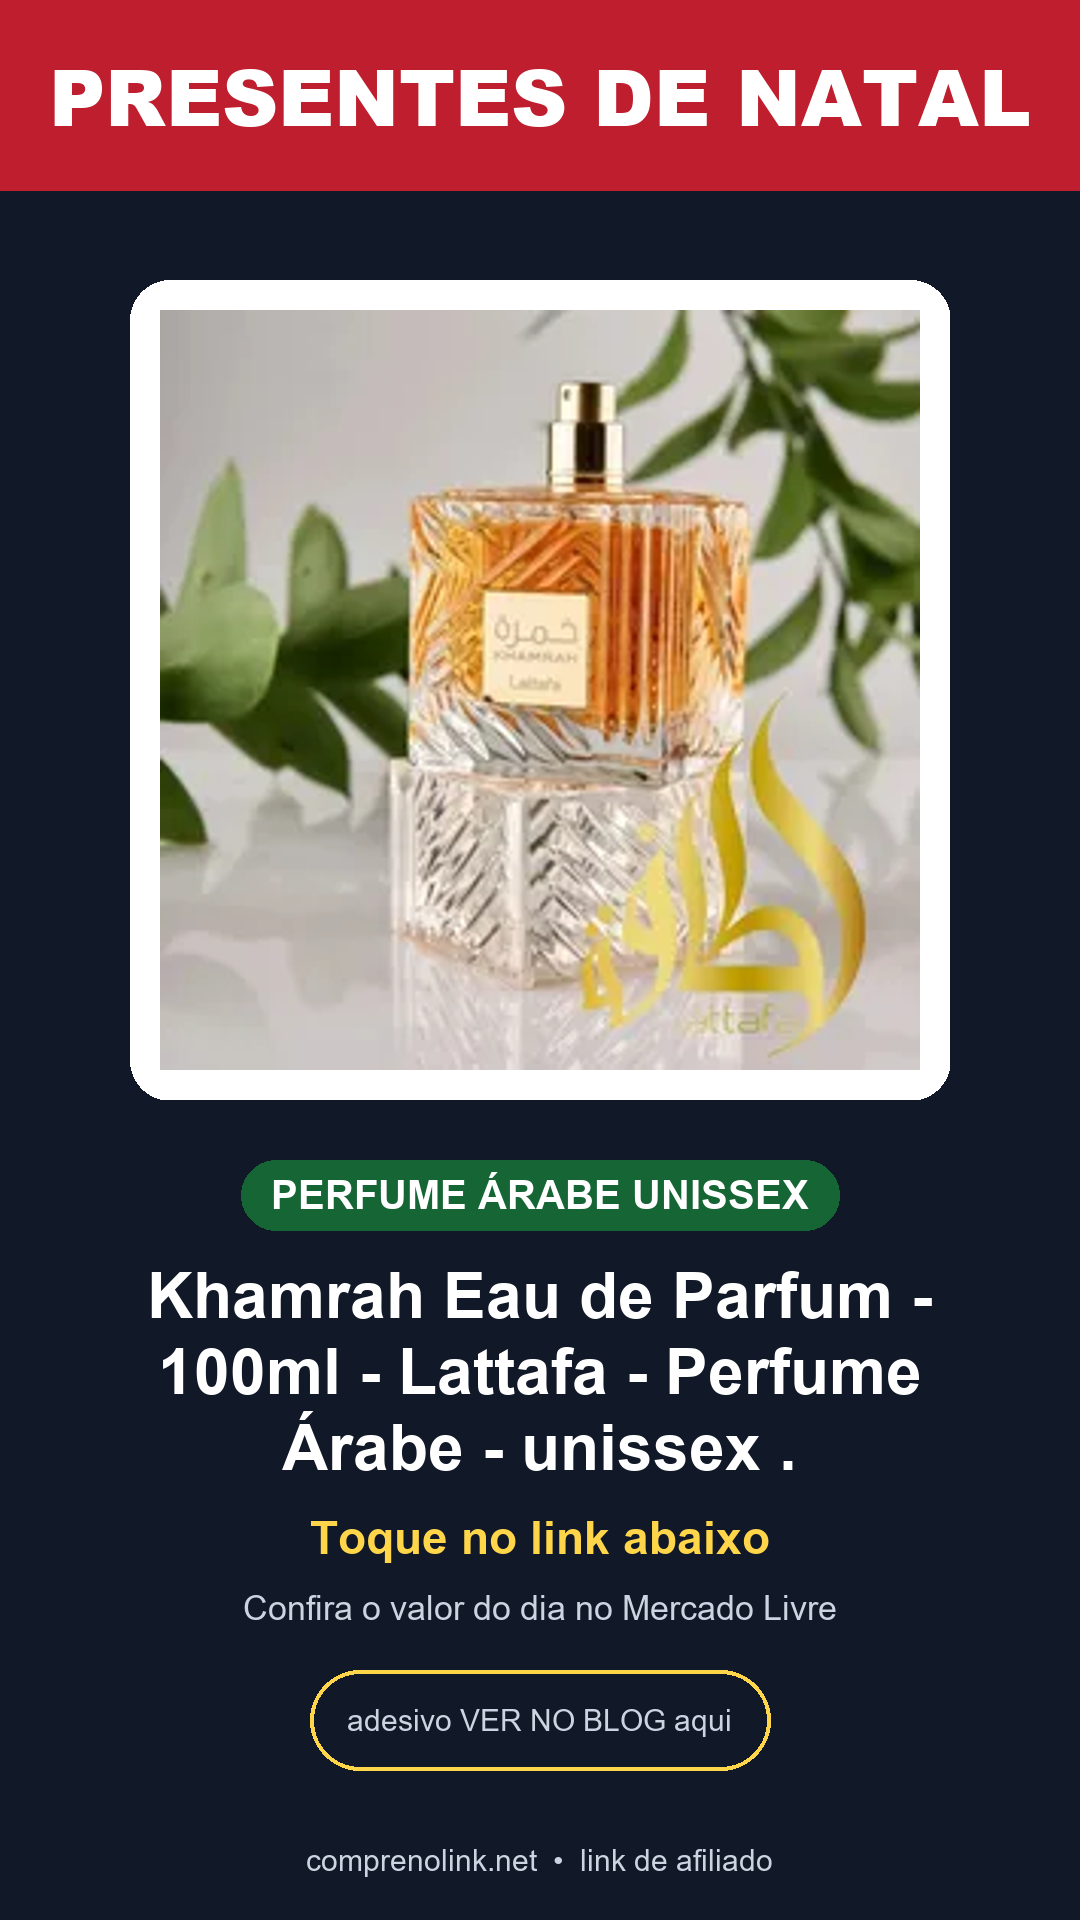 PRESENTES DE NATAL
خمرة
KHAMRAH
Lattafa
لطافة
attafa
PERFUME ÁRABE UNISSEX
Khamrah Eau de Parfum -
100ml - Lattafa - Perfume
Árabe - unissex .
Toque no link abaixo
Confira o valor do dia no Mercado Livre
adesivo VER NO BLOG aqui
comprenolink.net • link de afiliado